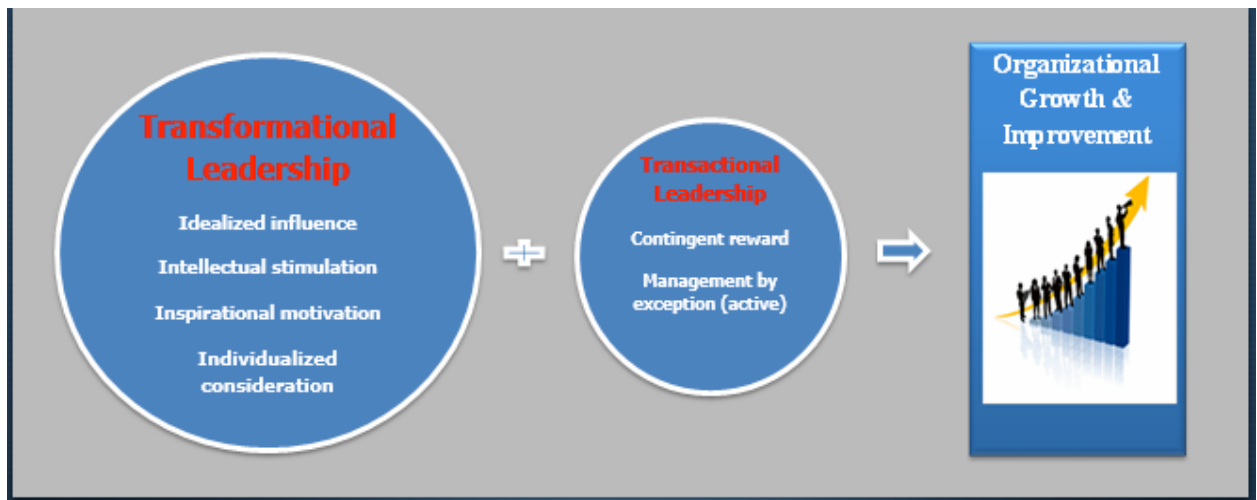 Transformational
Leadership
Idealized influence
Intellectual stimulation
Inspirational motivation
Individualized
consideration
Transactional
Leadership
Contingent reward
Management by
exception (active)
Organizational
Growth &
Improvement